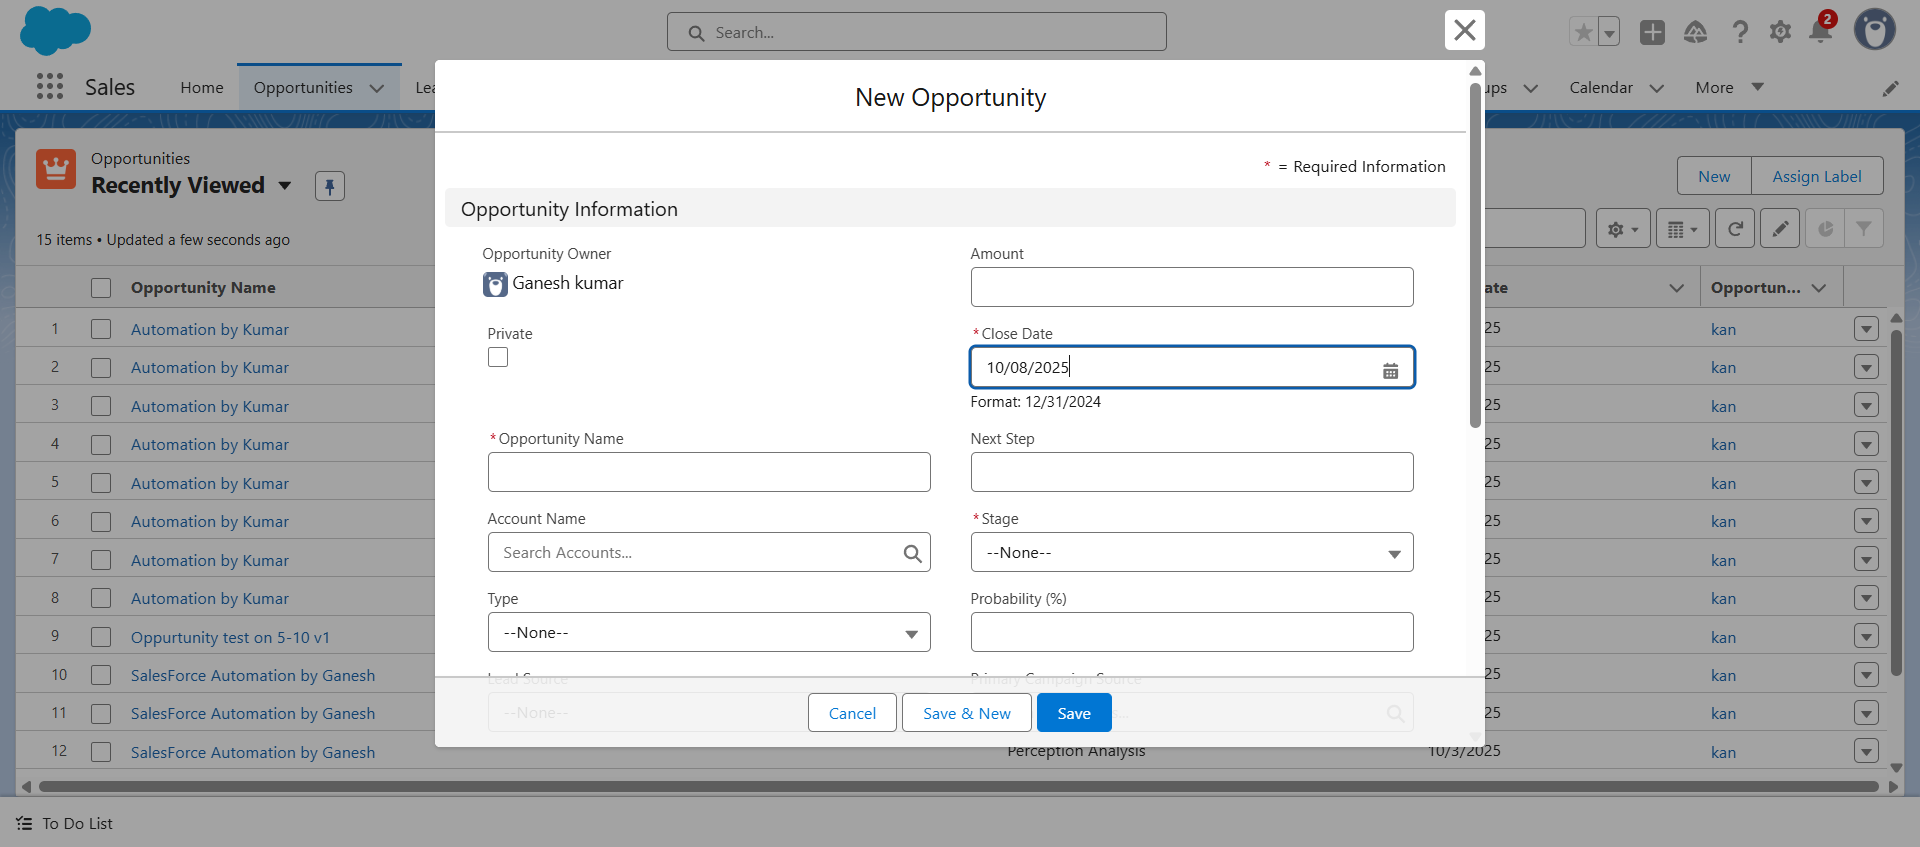 Search...
2
Sales
Home
Opportunities
Lea
ups
Calendar
More
New Opportunity
* = Required Information
Opportunities
Recently Viewed
New
Assign Label
15 items • Updated a few seconds ago
Opportunity Information
Opportunity Owner
Ganesh kumar
Amount
Private
*Close Date
10/08/2025
Format: 12/31/2024
*Opportunity Name
Next Step
Account Name
Search Accounts...
*Stage
--None--
Type
--None--
Probability (%)
Lead Source
--None--
Primary Campaign Source
s...
Cancel
Save & New
Save
Opportunity Name
ate
Opportun...
1 Automation by Kumar 25 kan
2 Automation by Kumar 25 kan
3 Automation by Kumar 25 kan
4 Automation by Kumar 25 kan
5 Automation by Kumar 25 kan
6 Automation by Kumar 25 kan
7 Automation by Kumar 25 kan
8 Automation by Kumar 25 kan
9 Oppurtunity test on 5-10 v1 25 kan
10 SalesForce Automation by Ganesh 25 kan
11 SalesForce Automation by Ganesh 25 kan
12 SalesForce Automation by Ganesh Perception Analysis 10/3/2025 kan
To Do List